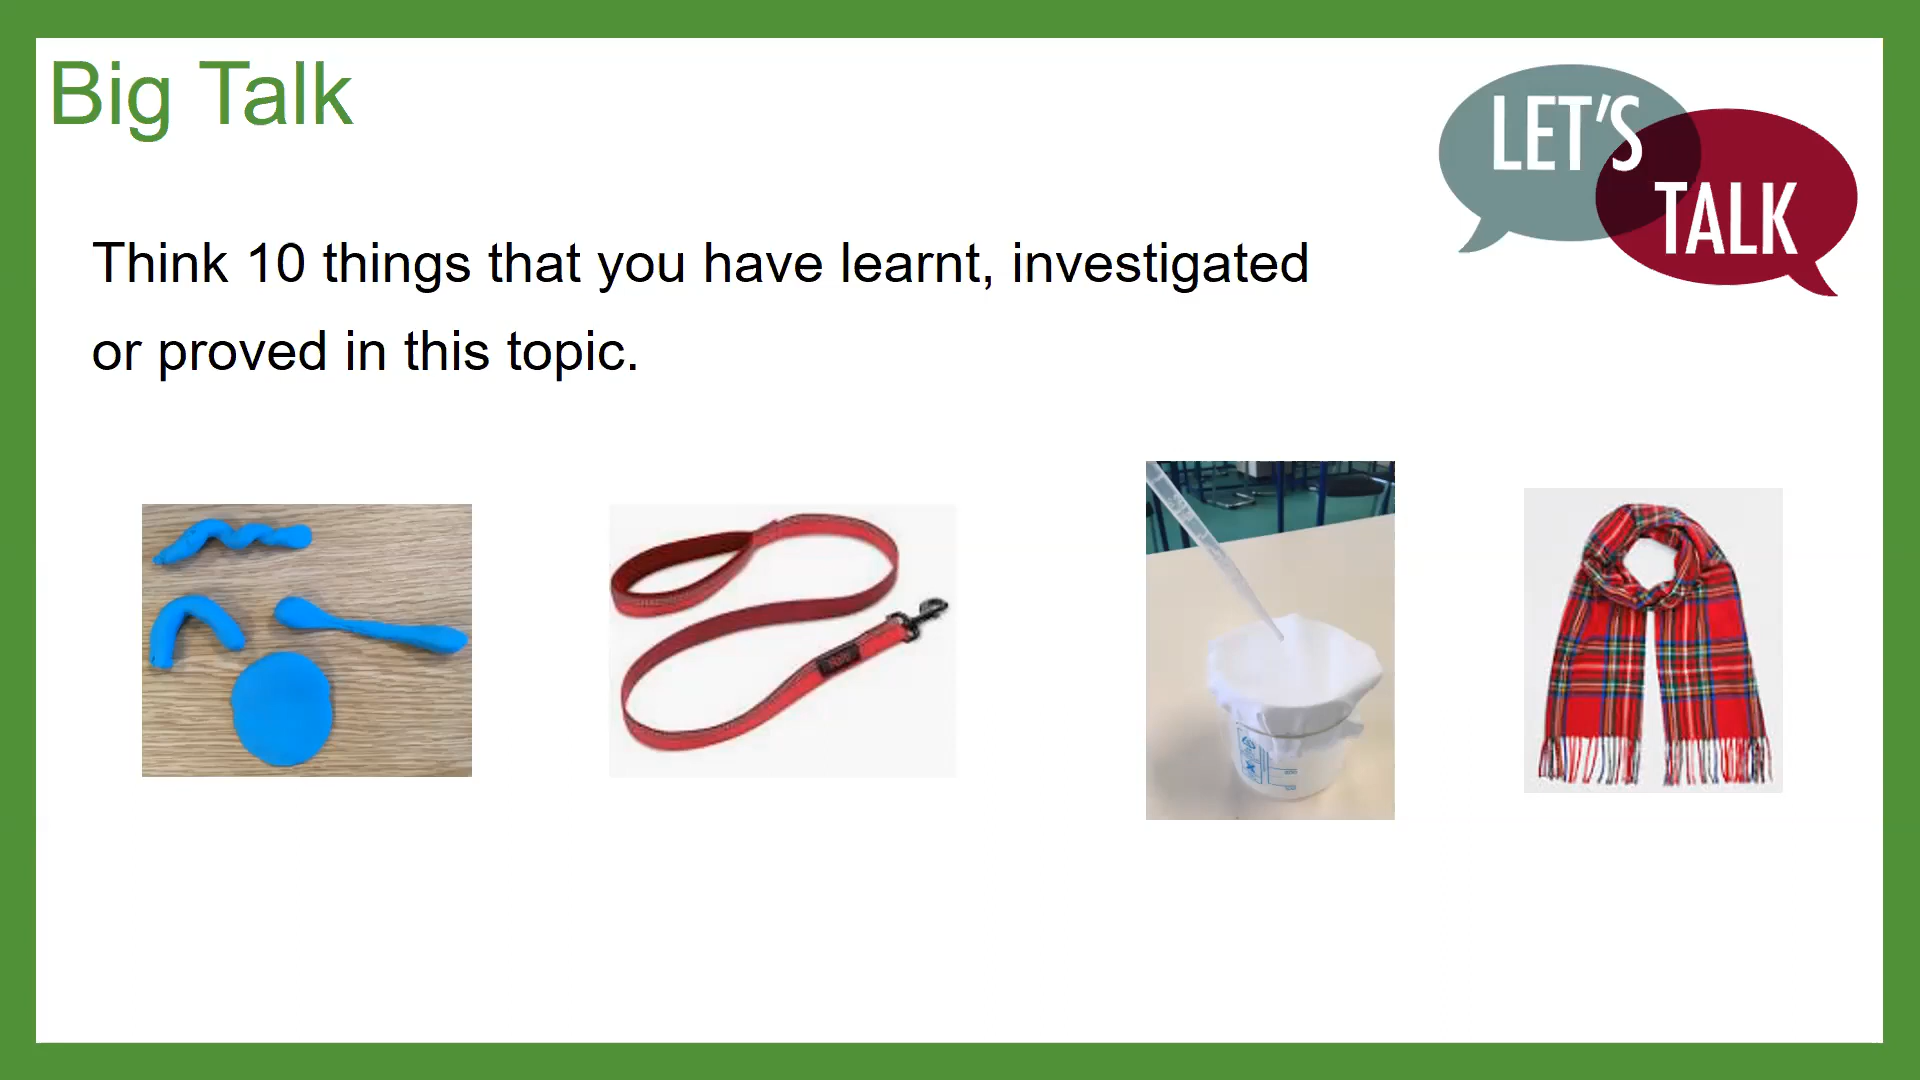 Big Talk
LET'S
TALK
Think 10 things that you have learnt, investigated
or proved in this topic.